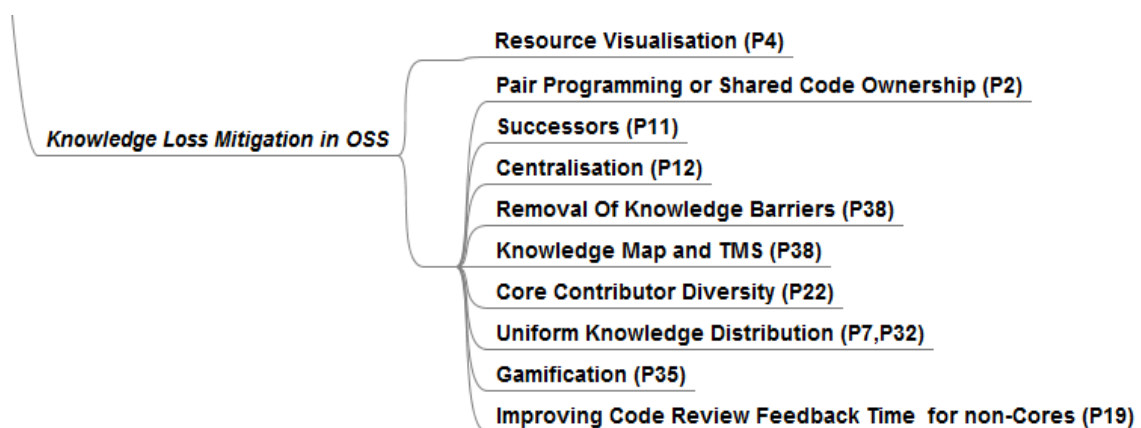 Resource Visualisation (P4)
Pair Programming or Shared Code Ownership (P2)
Knowledge Loss Mitigation in OSS
Successors (P11)
Centralisation (P12)
Removal Of Knowledge Barriers (P38)
Knowledge Map and TMS (P38)
Core Contributor Diversity (P22)
Uniform Knowledge Distribution (P7,P32)
Gamification (P35)
Improving Code Review Feedback Time for non-Cores (P19)